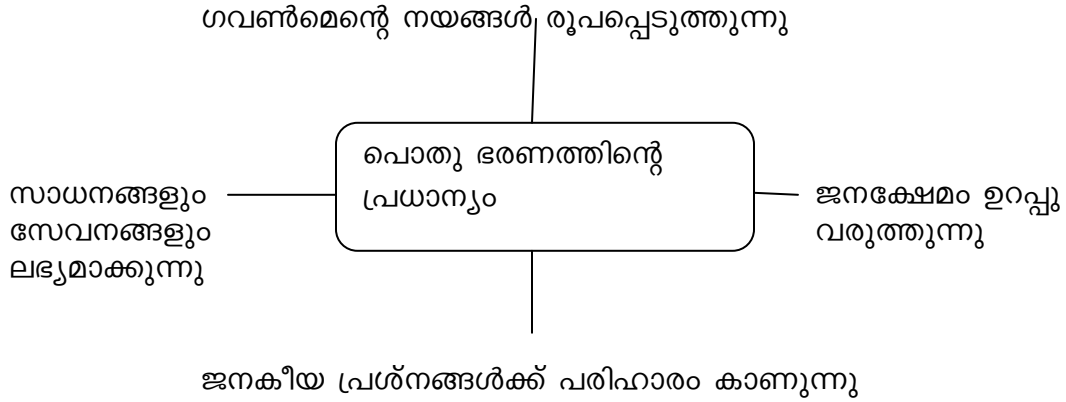 ഗവൺമെന്റെ നയങ്ങൾ രൂപപ്പെടുത്തുന്നു
പൊതു ഭരണത്തിന്റെ
പ്രധാന്യം
സാധനങ്ങളും
സേവനങ്ങളും
ലഭ്യമാക്കുന്നു
ജനക്ഷേമം ഉറപ്പു
വരുത്തുന്നു
ജനകീയ പ്രശ്നങ്ങൾക്ക് പരിഹാരം കാണുന്നു